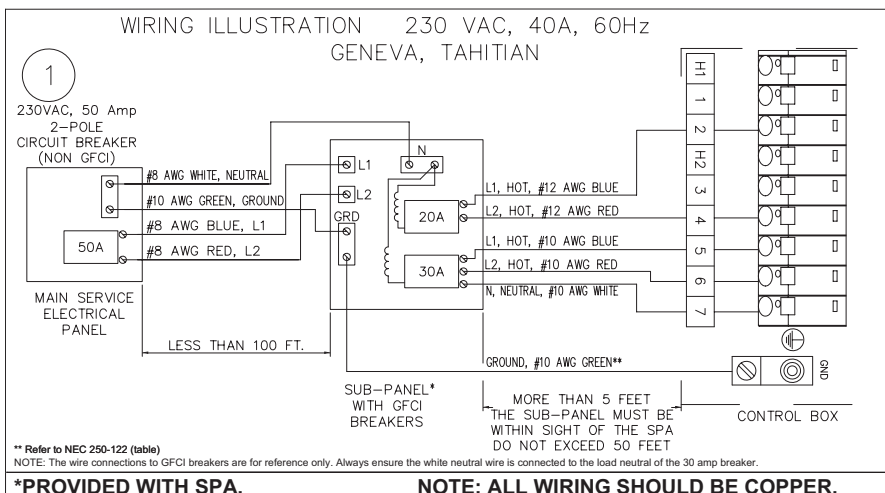 WIRING ILLUSTRATION 230 VAC, 40A, 60Hz
GENEVA, TAHITIAN
1
230VAC, 50 Amp
2-POLE
CIRCUIT BREAKER
(NON GFCI)
#8 AWG WHITE, NEUTRAL
#10 AWG GREEN, GROUND
#8 AWG BLUE, L1
#8 AWG RED, L2
50A
MAIN SERVICE
ELECTRICAL
PANEL
LESS THAN 100 FT.
N
L1
L2
GRD
20A
30A
SUB-PANEL*
WITH GFCI
BREAKERS
L1, HOT, #12 AWG BLUE
L2, HOT, #12 AWG RED
L1, HOT, #10 AWG BLUE
L2, HOT, #10 AWG RED
N, NEUTRAL, #10 AWG WHITE
GROUND, #10 AWG GREEN**
MORE THAN 5 FEET
THE SUB-PANEL MUST BE
WITHIN SIGHT OF THE SPA
DO NOT EXCEED 50 FEET
H1
1
2
H2
3
4
5
6
7
GND
CONTROL BOX
** Refer to NEC 250-122 (table)
NOTE: The wire connections to GFCI breakers are for reference only. Always ensure the white neutral wire is connected to the load neutral of the 30 amp breaker.
*PROVIDED WITH SPA. NOTE: ALL WIRING SHOULD BE COPPER.